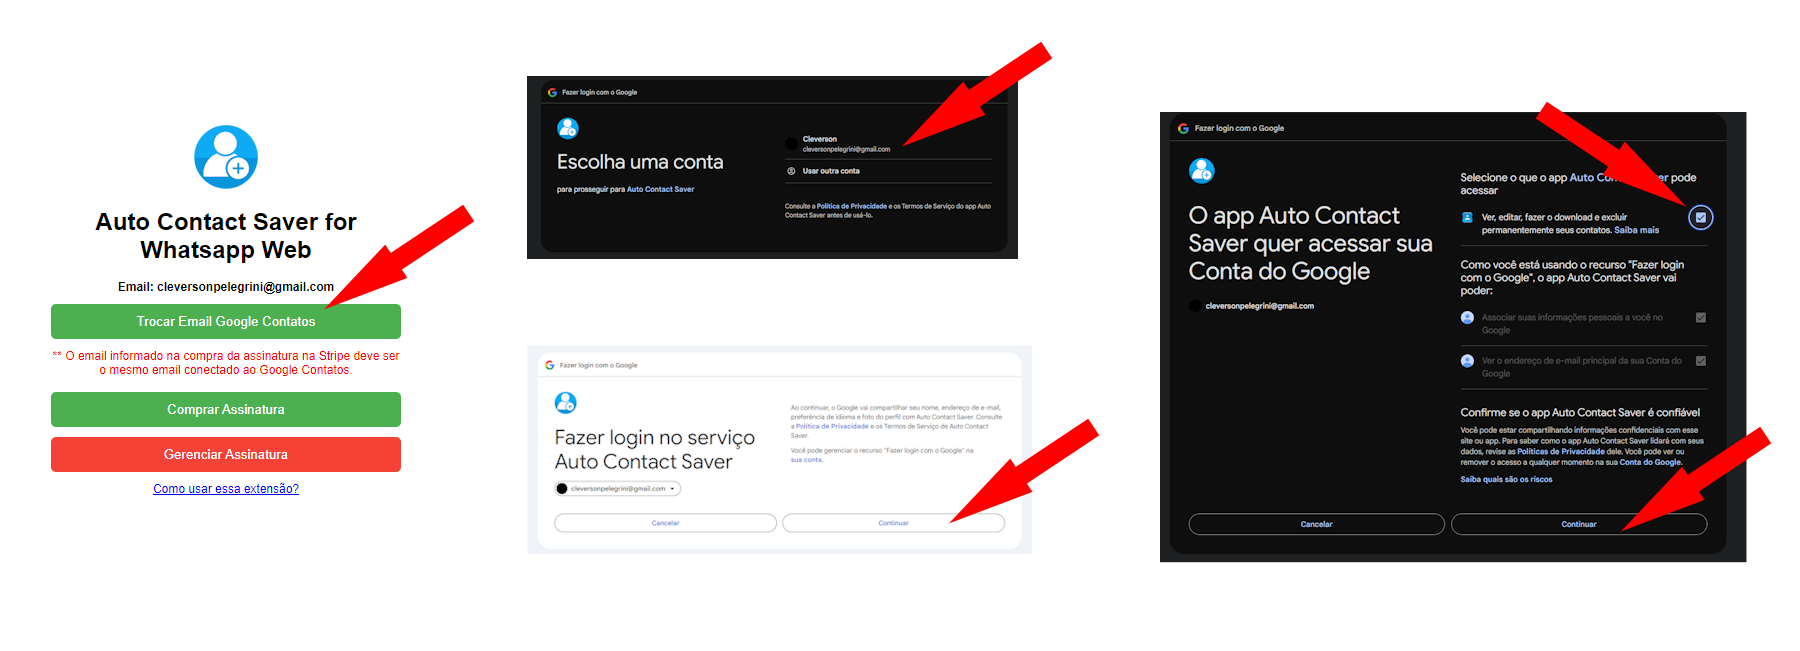 Auto Contact Saver for
Whatsapp Web
Email: cleversonpelegrini@gmail.com
Trocar Email Google Contatos
** O email informado na compra da assinatura na Stripe deve ser
o mesmo email conectado ao Google Contatos.
Comprar Assinatura
Gerenciar Assinatura
Como usar essa extensão?
Fazer login com o Google
Escolha uma conta
para prosseguir para Auto Contact Saver
Cleverson
cleversonpelegrini@gmail.com
Usar outra conta
Consulte a Política de Privacidade e os Termos de Serviço do app Auto
Contact Saver antes de usá-lo.
Fazer login com o Google
Fazer login no serviço
Auto Contact Saver
cleversonpelegrini@gmail.com
Ao continuar, o Google vai compartilhar seu nome, endereço de e-mail,
preferência de idioma e foto do perfil com Auto Contact Saver. Consulte
a Política de Privacidade e os Termos de Serviço de Auto Contact
Saver.
Você pode gerenciar o recurso "Fazer login com o Google" na
sua conta.
Cancelar
Continuar
Fazer login com o Google
O app Auto Contact
Saver quer acessar sua
Conta do Google
cleversonpelegrini@gmail.com
Selecione o que o app Auto Saver pode
acessar
Ver, editar, fazer o download e excluir
permanentemente seus contatos. Saiba mais
Como você está usando o recurso "Fazer login
com o Google", o app Auto Contact Saver vai
poder:
Associar suas informações pessoais a você no
Google
Ver o endereço de e-mail principal da sua Conta do
Google
Confirme se o app Auto Contact Saver é confiável
Você pode estar compartilhando informações confidenciais com esse
site ou app. Para saber como o app Auto Contact Saver lidará com seus
dados, revise as Políticas de Privacidade dele. Você pode ver ou
remover o acesso a qualquer momento na sua Conta do Google.
Saiba quais são os riscos
Cancelar
Continuar